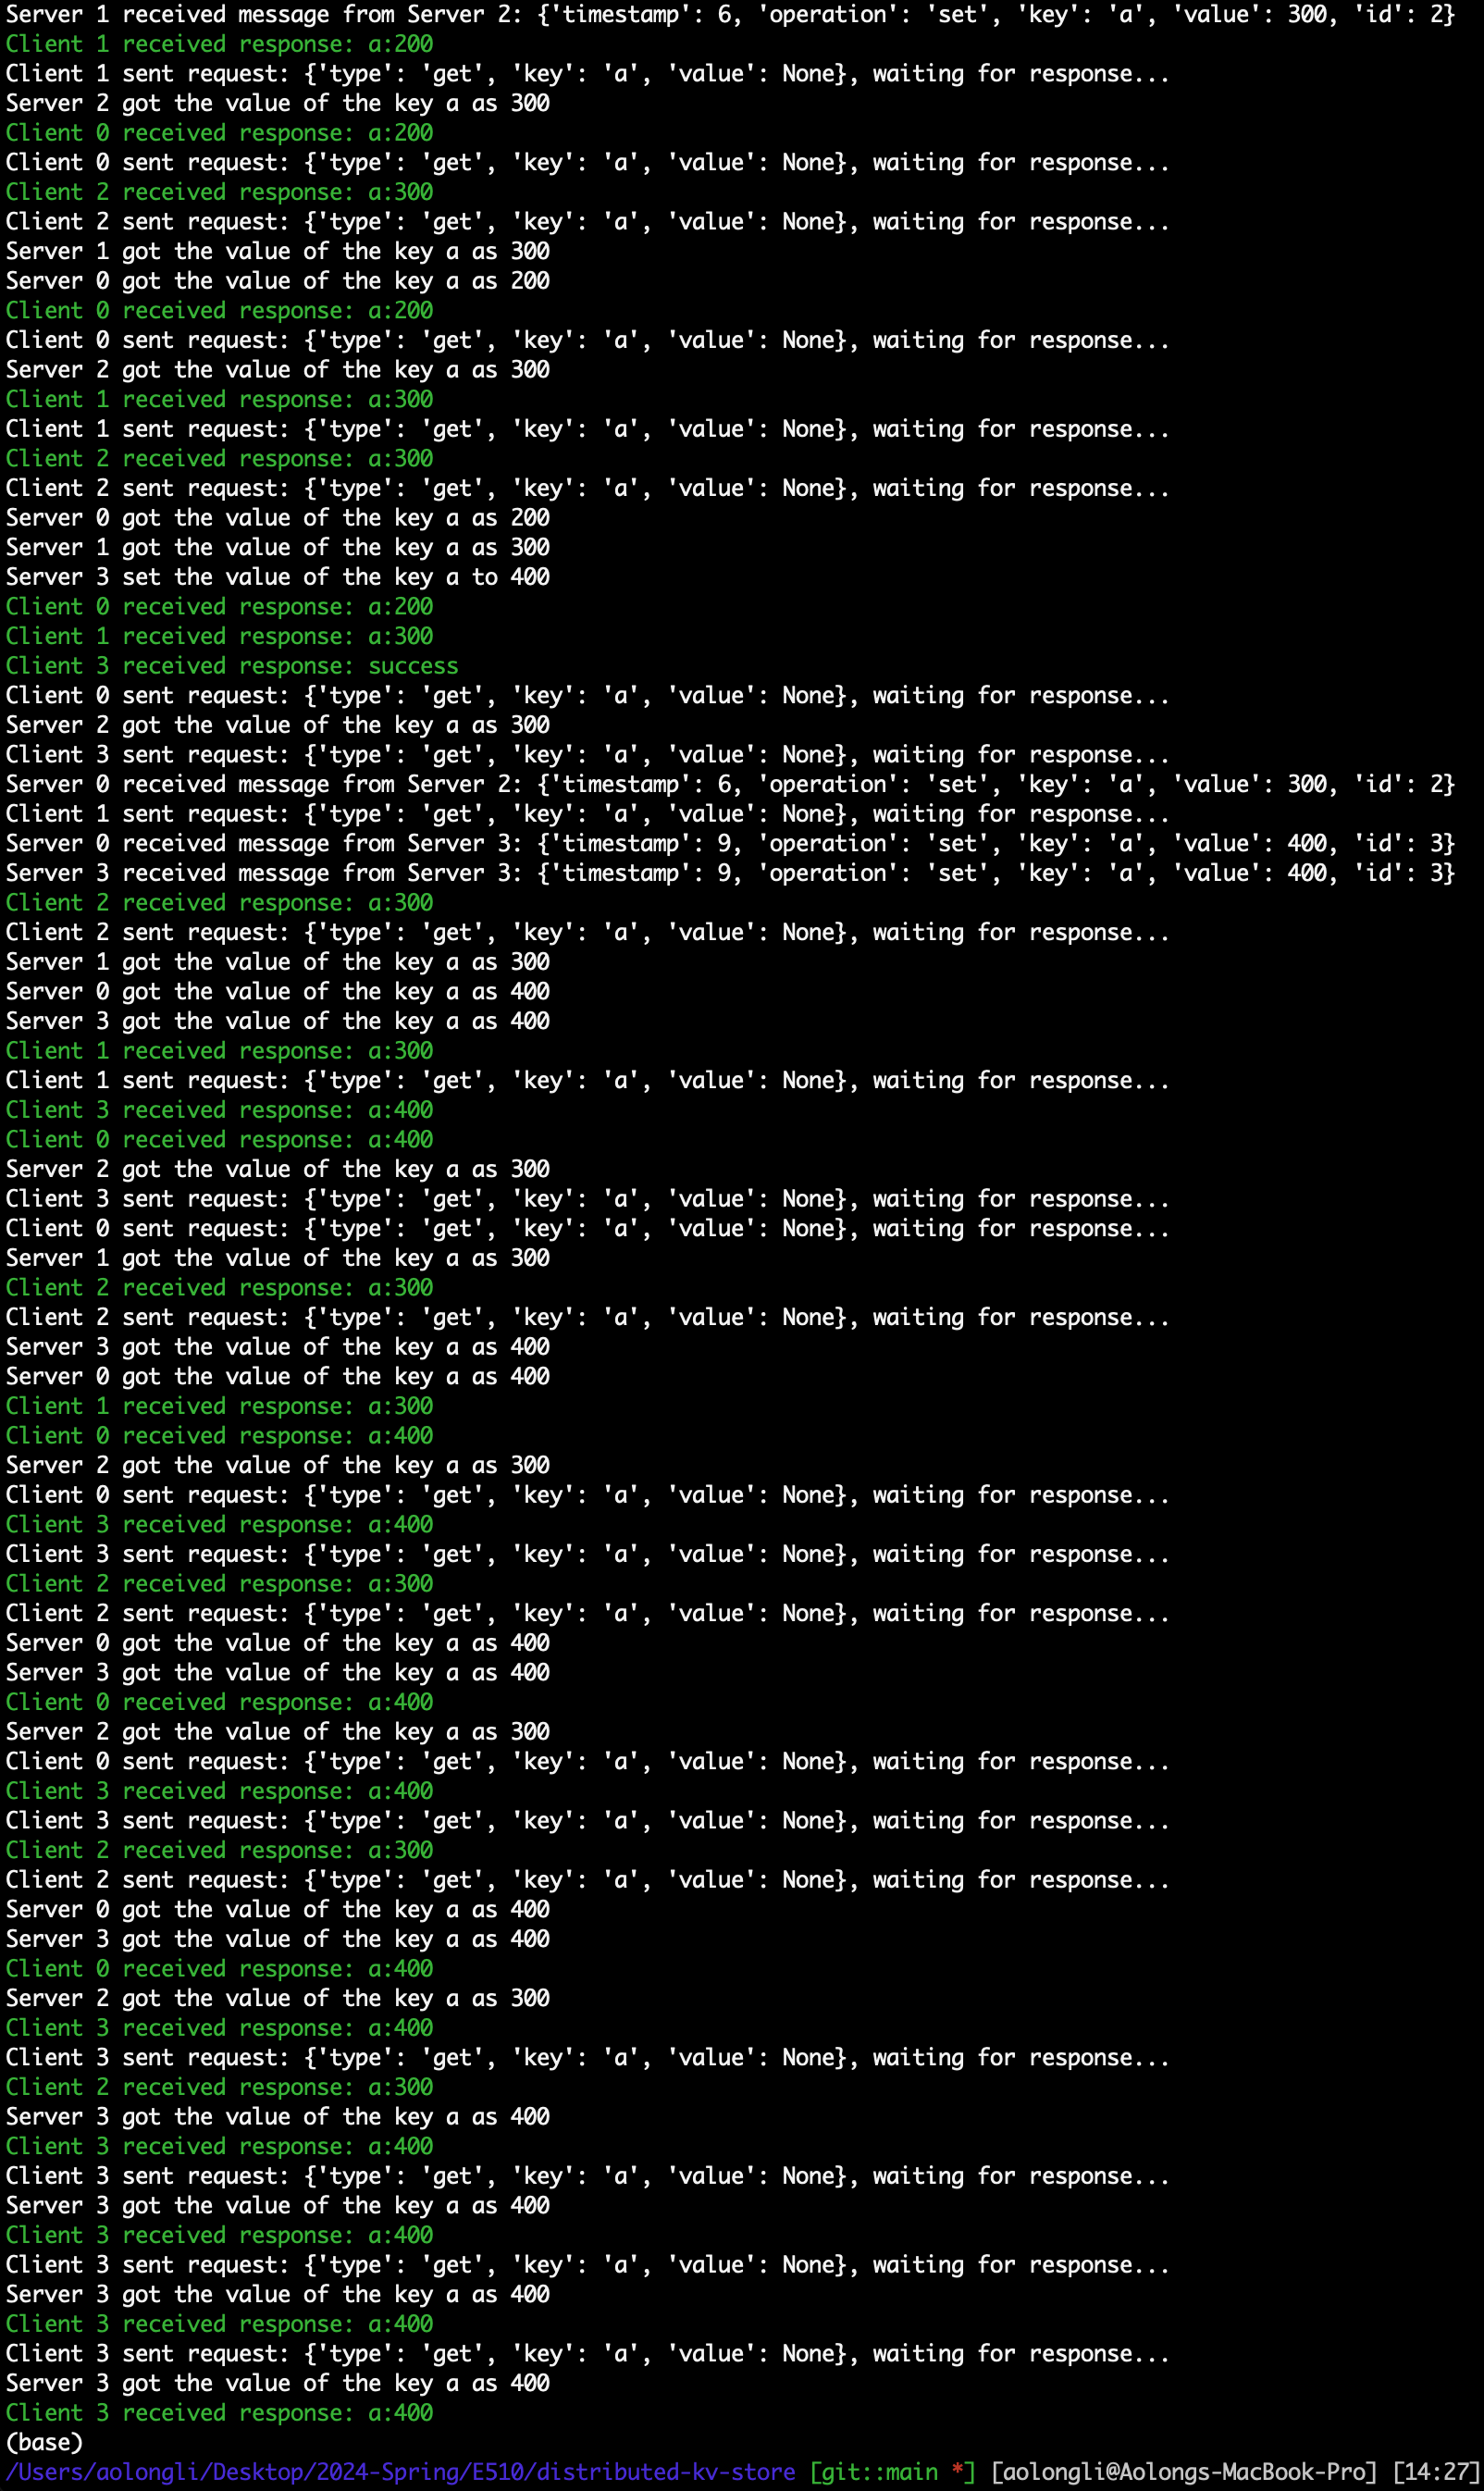 Server 1 received message from Server 2: {'timestamp': 6, 'operation': 'set', 'key': 'a', 'value': 300, 'id': 2}
Client 1 received response: a:200
Client 1 sent request: {'type': 'get', 'key': 'a', 'value': None}, waiting for response...
Server 2 got the value of the key a as 300
Client 0 received response: a:200
Client 0 sent request: {'type': 'get', 'key': 'a', 'value': None}, waiting for response...
Client 2 received response: a:300
Client 2 sent request: {'type': 'get', 'key': 'a', 'value': None}, waiting for response...
Server 1 got the value of the key a as 300
Server 0 got the value of the key a as 200
Client 0 received response: a:200
Client 0 sent request: {'type': 'get', 'key': 'a', 'value': None}, waiting for response...
Server 2 got the value of the key a as 300
Client 1 received response: a:300
Client 1 sent request: {'type': 'get', 'key': 'a', 'value': None}, waiting for response...
Client 2 received response: a:300
Client 2 sent request: {'type': 'get', 'key': 'a', 'value': None}, waiting for response...
Server 0 got the value of the key a as 200
Server 1 got the value of the key a as 300
Server 3 set the value of the key a to 400
Client 0 received response: a:200
Client 1 received response: a:300
Client 3 received response: success
Client 0 sent request: {'type': 'get', 'key': 'a', 'value': None}, waiting for response...
Server 2 got the value of the key a as 300
Client 3 sent request: {'type': 'get', 'key': 'a', 'value': None}, waiting for response...
Server 0 received message from Server 2: {'timestamp': 6, 'operation': 'set', 'key': 'a', 'value': 300, 'id': 2}
Client 1 sent request: {'type': 'get', 'key': 'a', 'value': None}, waiting for response...
Server 0 received message from Server 3: {'timestamp': 9, 'operation': 'set', 'key': 'a', 'value': 400, 'id': 3}
Server 3 received message from Server 3: {'timestamp': 9, 'operation': 'set', 'key': 'a', 'value': 400, 'id': 3}
Client 2 received response: a:300
Client 2 sent request: {'type': 'get', 'key': 'a', 'value': None}, waiting for response...
Server 1 got the value of the key a as 300
Server 0 got the value of the key a as 400
Server 3 got the value of the key a as 400
Client 1 received response: a:300
Client 1 sent request: {'type': 'get', 'key': 'a', 'value': None}, waiting for response...
Client 3 received response: a:400
Client 0 received response: a:400
Server 2 got the value of the key a as 300
Client 3 sent request: {'type': 'get', 'key': 'a', 'value': None}, waiting for response...
Client 0 sent request: {'type': 'get', 'key': 'a', 'value': None}, waiting for response...
Server 1 got the value of the key a as 300
Client 2 received response: a:300
Client 2 sent request: {'type': 'get', 'key': 'a', 'value': None}, waiting for response...
Server 3 got the value of the key a as 400
Server 0 got the value of the key a as 400
Client 1 received response: a:300
Client 0 received response: a:400
Server 2 got the value of the key a as 300
Client 0 sent request: {'type': 'get', 'key': 'a', 'value': None}, waiting for response...
Client 3 received response: a:400
Client 3 sent request: {'type': 'get', 'key': 'a', 'value': None}, waiting for response...
Client 2 received response: a:300
Client 2 sent request: {'type': 'get', 'key': 'a', 'value': None}, waiting for response...
Server 0 got the value of the key a as 400
Server 3 got the value of the key a as 400
Client 0 received response: a:400
Server 2 got the value of the key a as 300
Client 0 sent request: {'type': 'get', 'key': 'a', 'value': None}, waiting for response...
Client 3 received response: a:400
Client 3 sent request: {'type': 'get', 'key': 'a', 'value': None}, waiting for response...
Client 2 received response: a:300
Client 2 sent request: {'type': 'get', 'key': 'a', 'value': None}, waiting for response...
Server 0 got the value of the key a as 400
Server 3 got the value of the key a as 400
Client 0 received response: a:400
Server 2 got the value of the key a as 300
Client 3 received response: a:400
Client 3 sent request: {'type': 'get', 'key': 'a', 'value': None}, waiting for response...
Client 2 received response: a:300
Server 3 got the value of the key a as 400
Client 3 received response: a:400
Client 3 sent request: {'type': 'get', 'key': 'a', 'value': None}, waiting for response...
Server 3 got the value of the key a as 400
Client 3 received response: a:400
Client 3 sent request: {'type': 'get', 'key': 'a', 'value': None}, waiting for response...
Server 3 got the value of the key a as 400
Client 3 received response: a:400
Client 3 sent request: {'type': 'get', 'key': 'a', 'value': None}, waiting for response...
Server 3 got the value of the key a as 400
Client 3 received response: a:400
(base)
/Users/aolongli/Desktop/2024-Spring/E510/distributed-kv-store [git::main *] [aolongli@Aolongs-MacBook-Pro] [14:27]